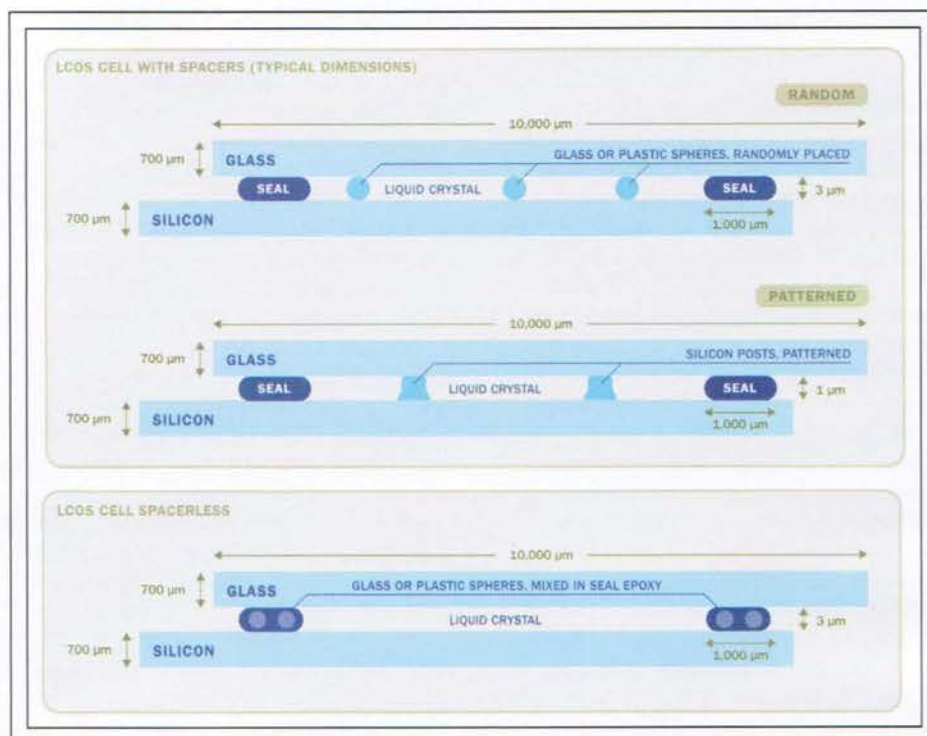 LCOS CELL WITH SPACERS (TYPICAL DIMENSIONS)
RANDOM
10,000 µm
700 µm
GLASS
GLASS OR PLASTIC SPHERES, RANDOMLY PLACED
SEAL
LIQUID CRYSTAL
SEAL
3 µm
700 µm
SILICON
1,000 µm
PATTERNED
10,000 µm
700 µm
GLASS
SILICON POSTS, PATTERNED
SEAL
LIQUID CRYSTAL
SEAL
1 µm
700 µm
SILICON
1,000 µm
LCOS CELL SPACERLESS
10,000 µm
700 µm
GLASS
GLASS OR PLASTIC SPHERES, MIXED IN SEAL EPOXY
LIQUID CRYSTAL
3 µm
700 µm
SILICON
1,000 µm